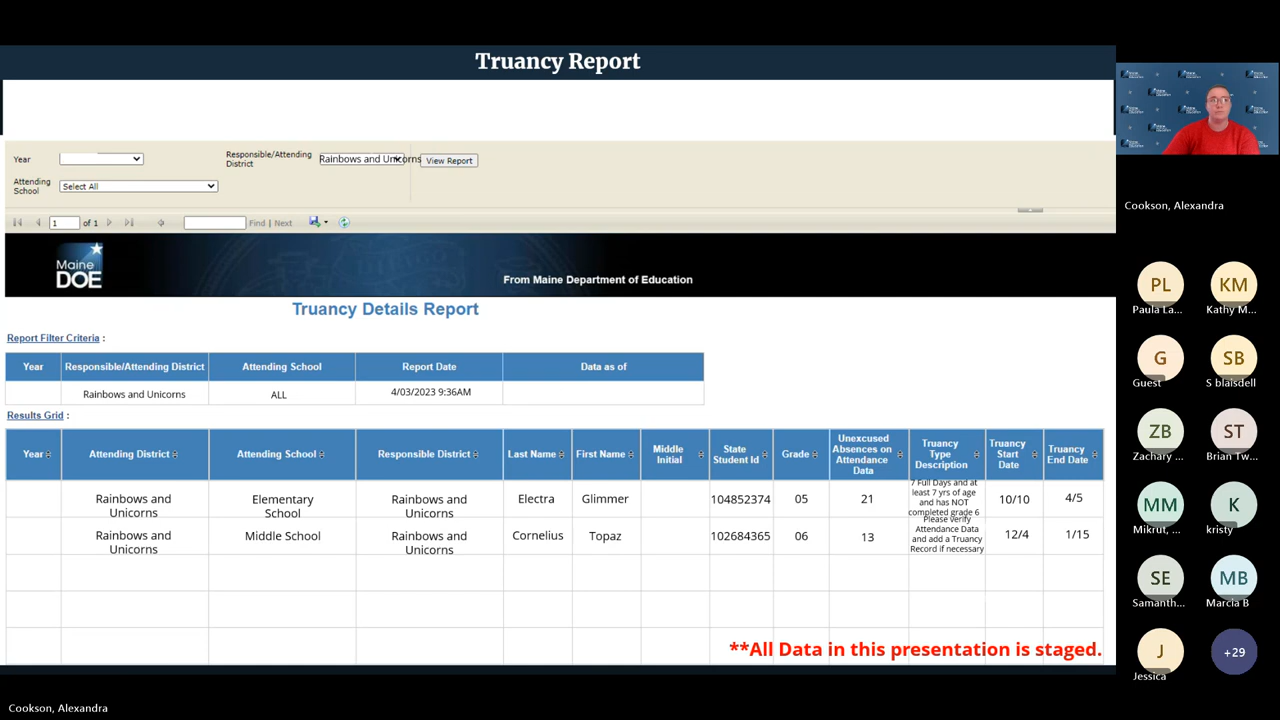 Truancy Report
Year
Responsible/Attending
District
Rainbows and Unicorns
View Report
Attending
School
Select All
1
of 1
Find | Next
Maine
DOE
From Maine Department of Education
Truancy Details Report
Report Filter Criteria :
Year Responsible/Attending District Attending School Report Date Data as of
Rainbows and Unicorns ALL 4/03/2023 9:36AM
Results Grid :
Year Attending District Attending School Responsible District Last Name First Name Middle Initial State Student Id Grade Unexcused Absences on Attendance Data Truancy Type Description Truancy Start Date Truancy End Date
Rainbows and Unicorns Elementary School Rainbows and Unicorns Electra Glimmer 104852374 05 21 7 Full Days and at least 7 yrs of age and has NOT completed grade 6 10/10 4/5
Rainbows and Unicorns Middle School Rainbows and Unicorns Cornelius Topaz 102684365 06 13 Please verify Attendance Data and add a Truancy Record if necessary 12/4 1/15
**All Data in this presentation is staged.
Cookson, Alexandra
PL
Paula La...
KM
Kathy M...
G
Guest
SB
S blaisdell
ZB
Zachary ...
ST
Brian Tw...
MM
Mikrut, ...
K
kristy
SE
Samanth...
MB
Marcia B
J
Jessica
+29
Cookson, Alexandra